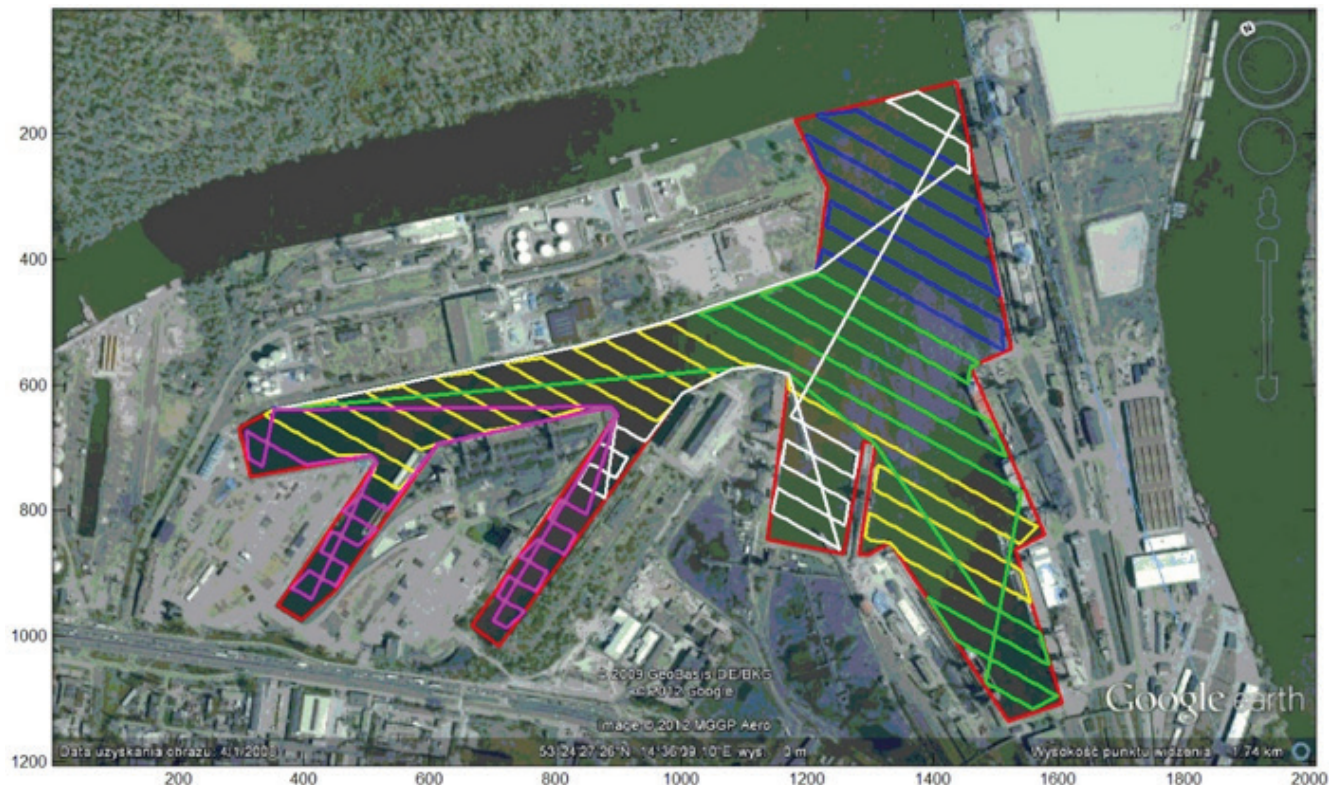 200
400
600
800
1000
1200
© 2009 GeoBasis-DE/BKG
© 2012 Google
Image © 2012 MGGP Aero
Google earth
Data uzyskania obrazu: 4/1/2008
53°24'27.26"N 14°36'09.10"E wys. 0 m
Wysokość punktu widzenia 1.74 km
200 400 600 800 1000 1200 1400 1600 1800 2000
N